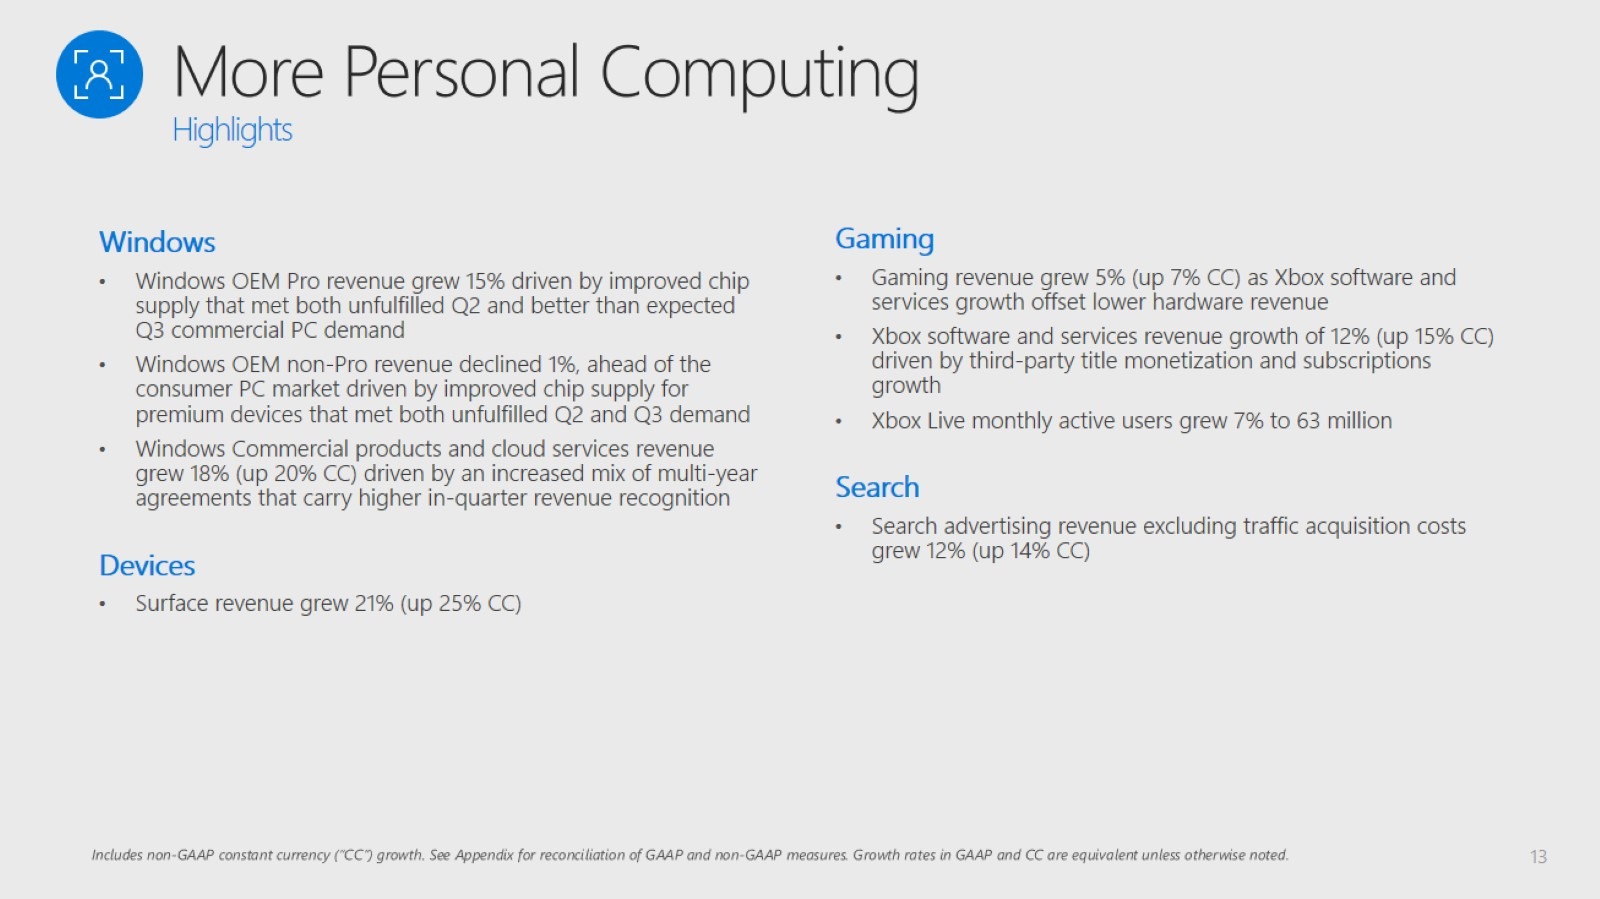 More Personal Computing
Highlights
Windows
• Windows OEM Pro revenue grew 15% driven by improved chip
supply that met both unfulfilled Q2 and better than expected
Q3 commercial PC demand
• Windows OEM non-Pro revenue declined 1%, ahead of the
consumer PC market driven by improved chip supply for
premium devices that met both unfulfilled Q2 and Q3 demand
• Windows Commercial products and cloud services revenue
grew 18% (up 20% CC) driven by an increased mix of multi-year
agreements that carry higher in-quarter revenue recognition
Devices
• Surface revenue grew 21% (up 25% CC)
Gaming
• Gaming revenue grew 5% (up 7% CC) as Xbox software and
services growth offset lower hardware revenue
• Xbox software and services revenue growth of 12% (up 15% CC)
driven by third-party title monetization and subscriptions
growth
• Xbox Live monthly active users grew 7% to 63 million
Search
• Search advertising revenue excluding traffic acquisition costs
grew 12% (up 14% CC)
Includes non-GAAP constant currency ("CC") growth. See Appendix for reconciliation of GAAP and non-GAAP measures. Growth rates in GAAP and CC are equivalent unless otherwise noted.
13